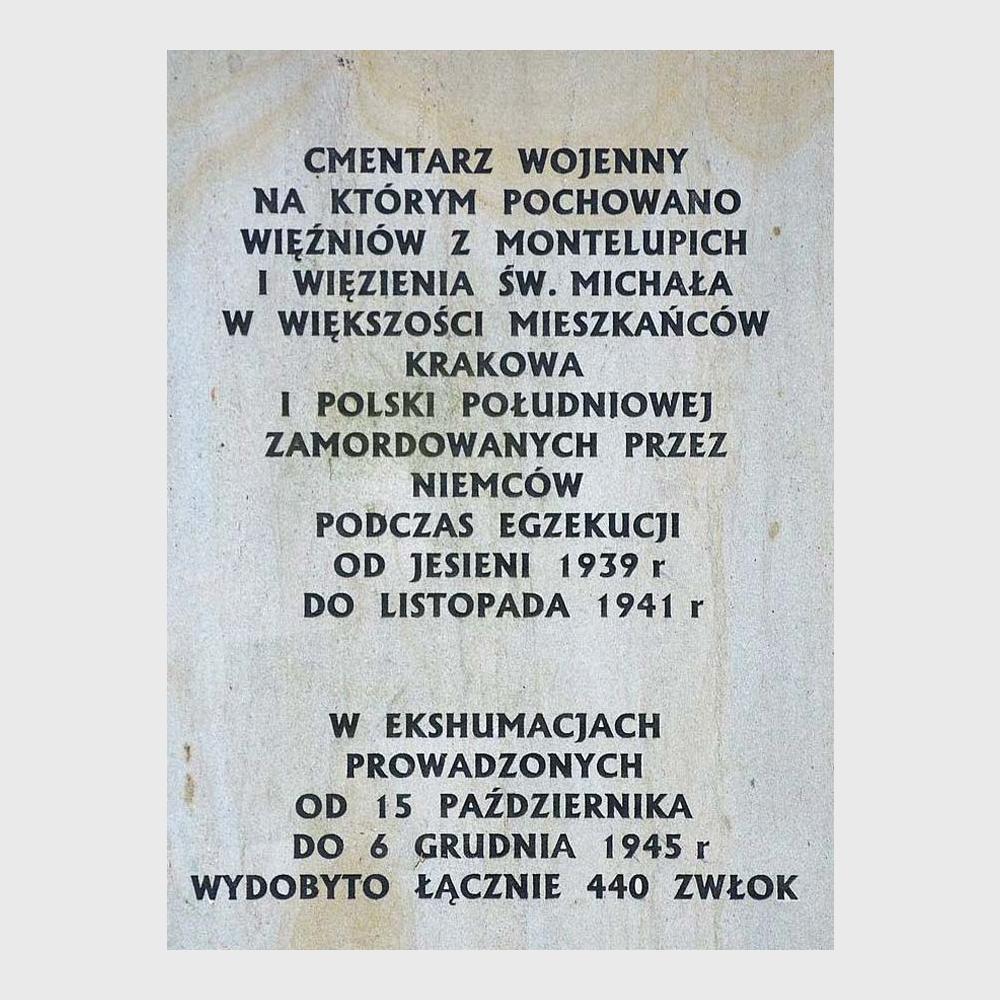 CMENTARZ WOJENNY
NA KTÓRYM POCHOWANO
WIĘŹNIÓW Z MONTELUPICH
I WIĘZIENIA ŚW. MICHAŁA
W WIĘKSZOŚCI MIESZKAŃCÓW
KRAKOWA
I POLSKI POŁUDNIOWEJ
ZAMORDOWANYCH PRZEZ
NIEMCÓW
PODCZAS EGZEKUCJI
OD JESIENI 1939 r
DO LISTOPADA 1941 r
W EKSHUMACJACH
PROWADZONYCH
OD 15 PAŹDZIERNIKA
DO 6 GRUDNIA 1945 r
WYDOBYTO ŁĄCZNIE 440 ZWŁOK